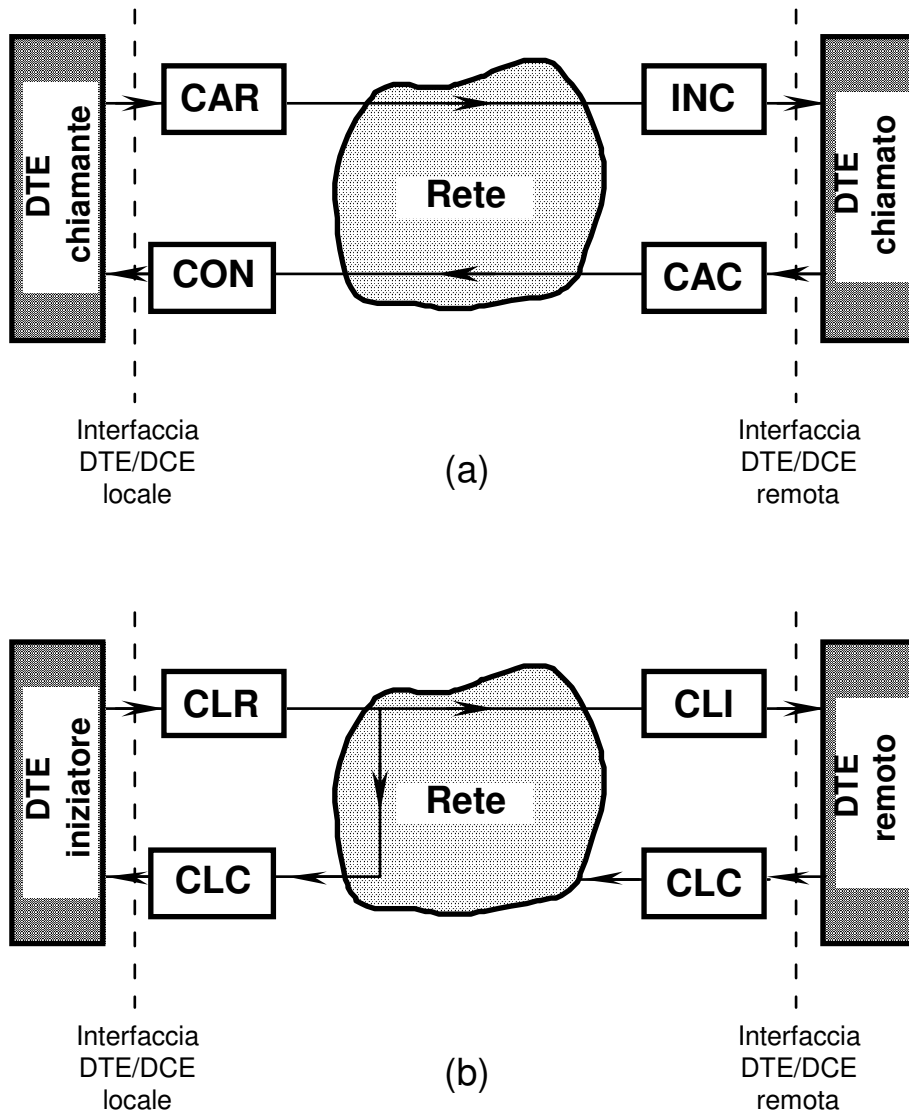 DTE
chiamante
CAR
INC
DTE
chiamato
Rete
CON
CAC
Interfaccia
DTE/DCE
locale
(a)
Interfaccia
DTE/DCE
remota
DTE
iniziatore
CLR
CLI
DTE
remoto
Rete
CLC
CLC
Interfaccia
DTE/DCE
locale
(b)
Interfaccia
DTE/DCE
remota